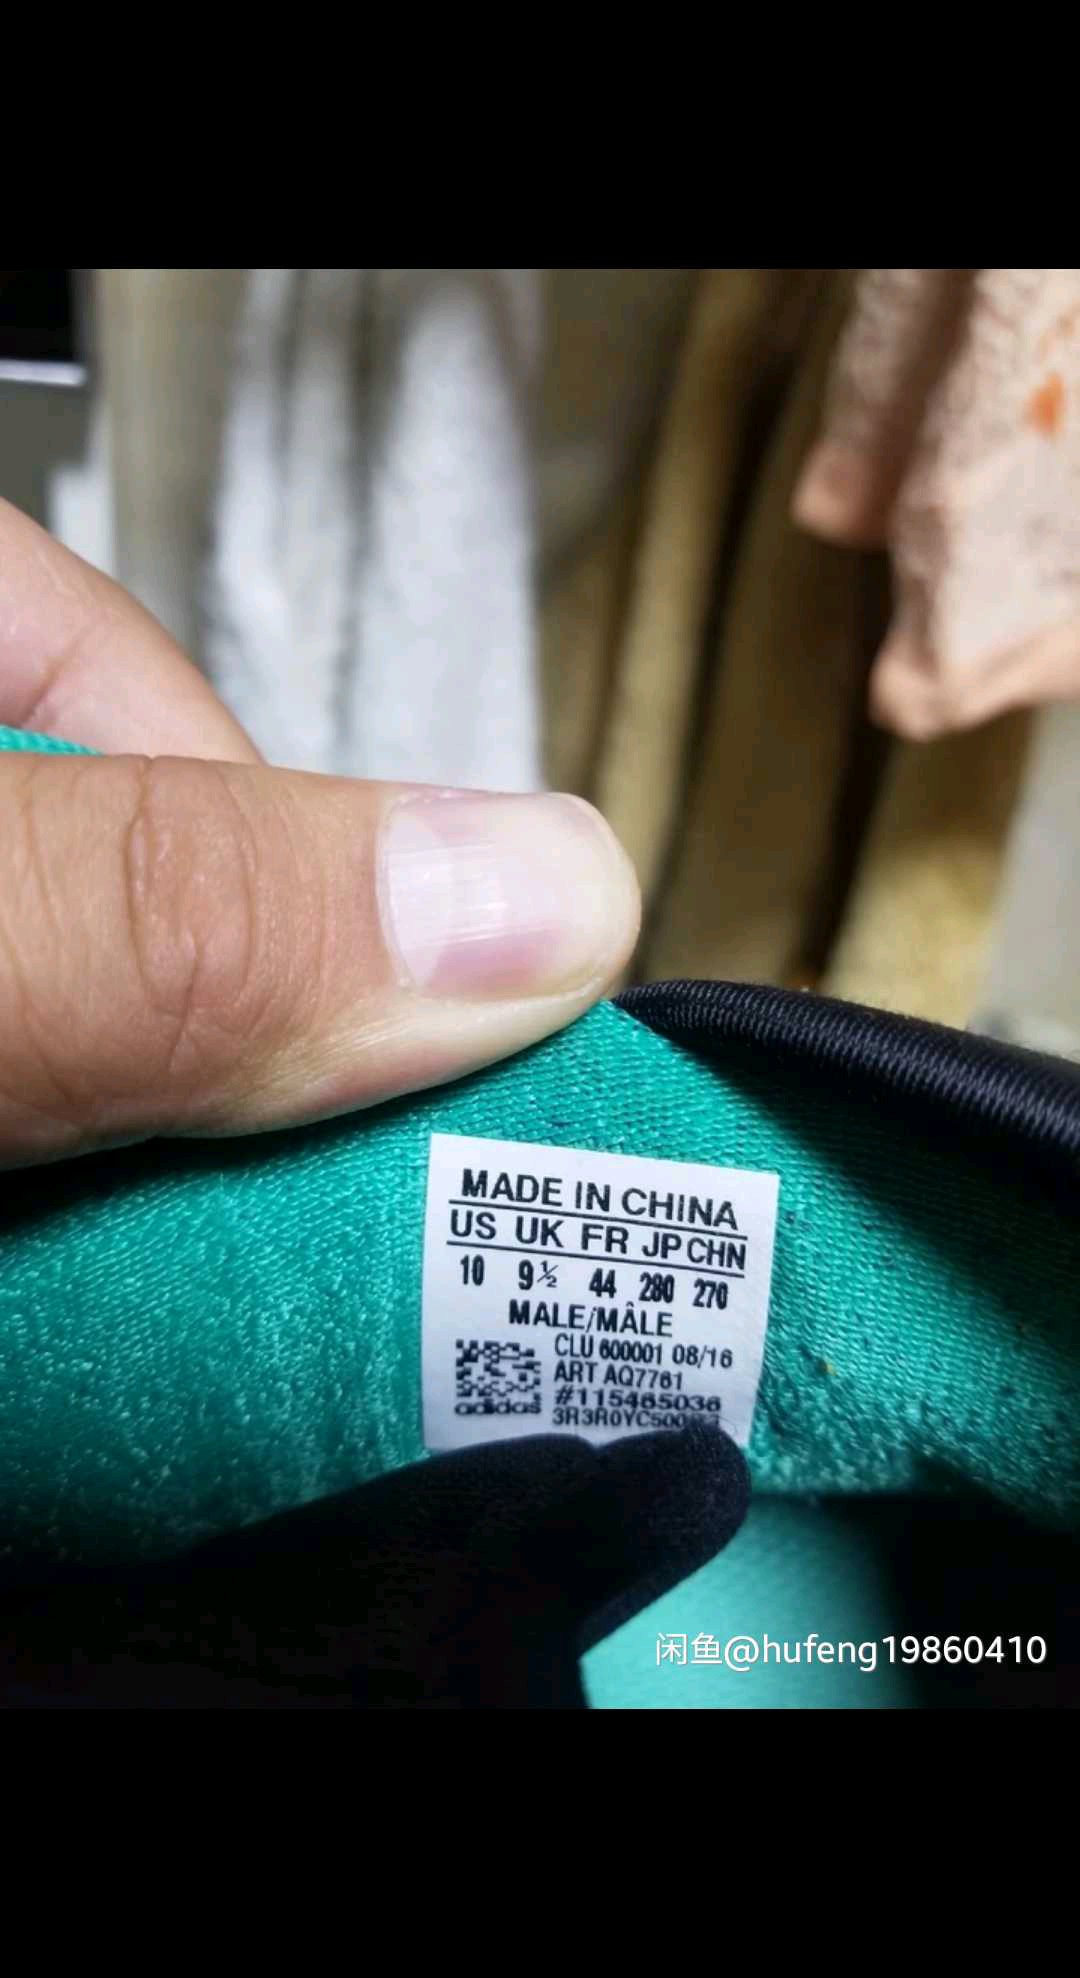 MADE IN CHINA
US UK FR JP CHN
10 9½ 44 280 270
MALE/MÂLE
CLU 600001 08/16
ART AQ7761
#115465036
adidas
闲鱼@hufeng19860410